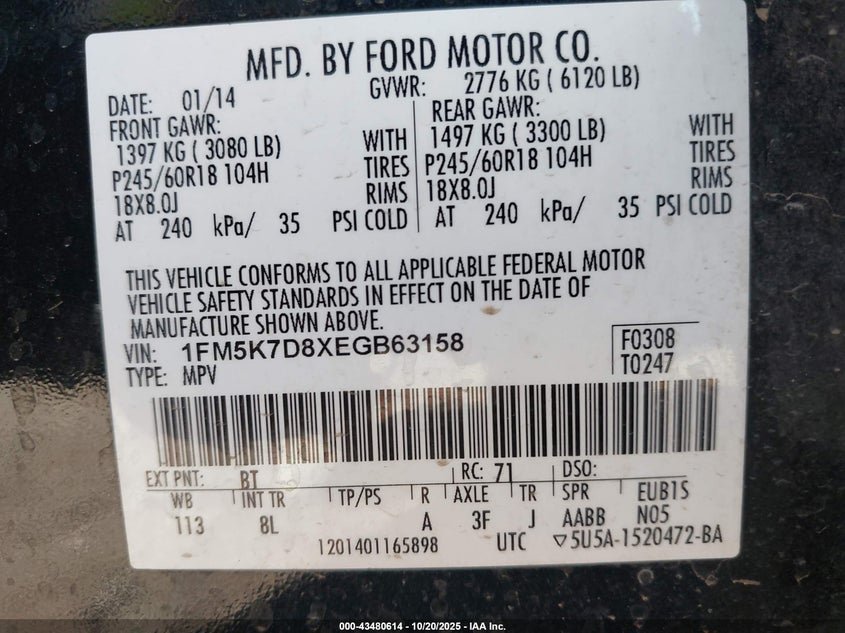 MFD. BY FORD MOTOR CO.
DATE: 01/14
GVWR: 2776 KG ( 6120 LB)
FRONT GAWR:
1397 KG ( 3080 LB) WITH
P245/60R18 104H TIRES
18X8.0J RIMS
AT 240 kPa/ 35 PSI COLD
REAR GAWR:
1497 KG ( 3300 LB) WITH
P245/60R18 104H TIRES
18X8.0J RIMS
AT 240 kPa/ 35 PSI COLD
THIS VEHICLE CONFORMS TO ALL APPLICABLE FEDERAL MOTOR
VEHICLE SAFETY STANDARDS IN EFFECT ON THE DATE OF
MANUFACTURE SHOWN ABOVE.
VIN: 1FM5K7D8XEGB63158
TYPE: MPV
F0308
T0247
EXT PNT: BT RC: 71 DSO:
WB INT TR TP/PS R AXLE TR SPR EUB1S
113 8L A 3F J AABB N05
1201401165898 UTC ▽5U5A-1520472-BA
000-43480614 - 10/20/2025 - IAA Inc.